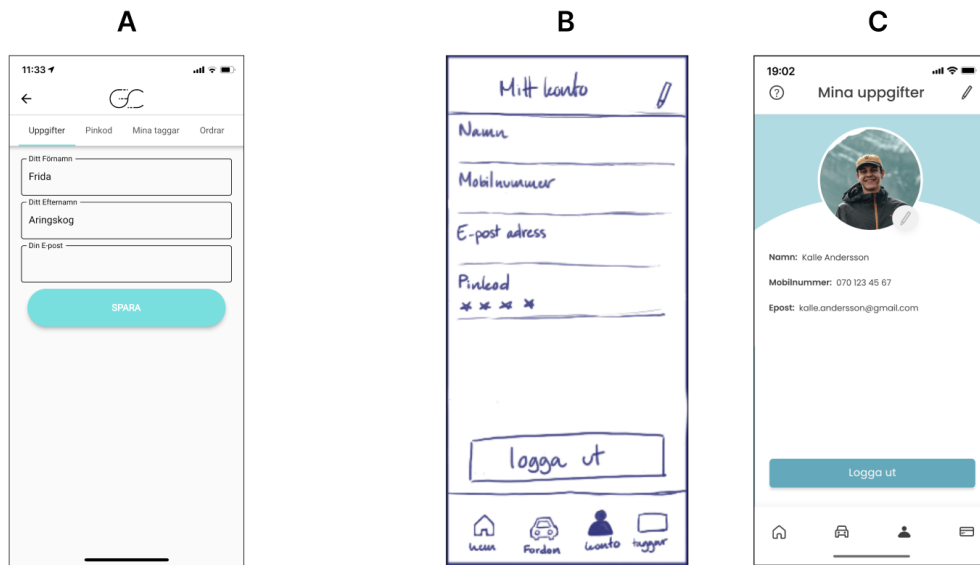 A
B
C
11:33
GC
Uppgifter Pinkod Mina taggar Ordrar
Ditt Förnamn
Frida
Ditt Efternamn
Aringskog
Din E-post
SPARA
Mitt konto
Namn
Mobilnummer
E-post adress
Pinkod
* * * *
logga ut
hem Fordon konto taggar
19:02
? Mina uppgifter
Namn: Kalle Andersson
Mobilnummer: 070 123 45 67
Epost: kalle.andersson@gmail.com
Logga ut